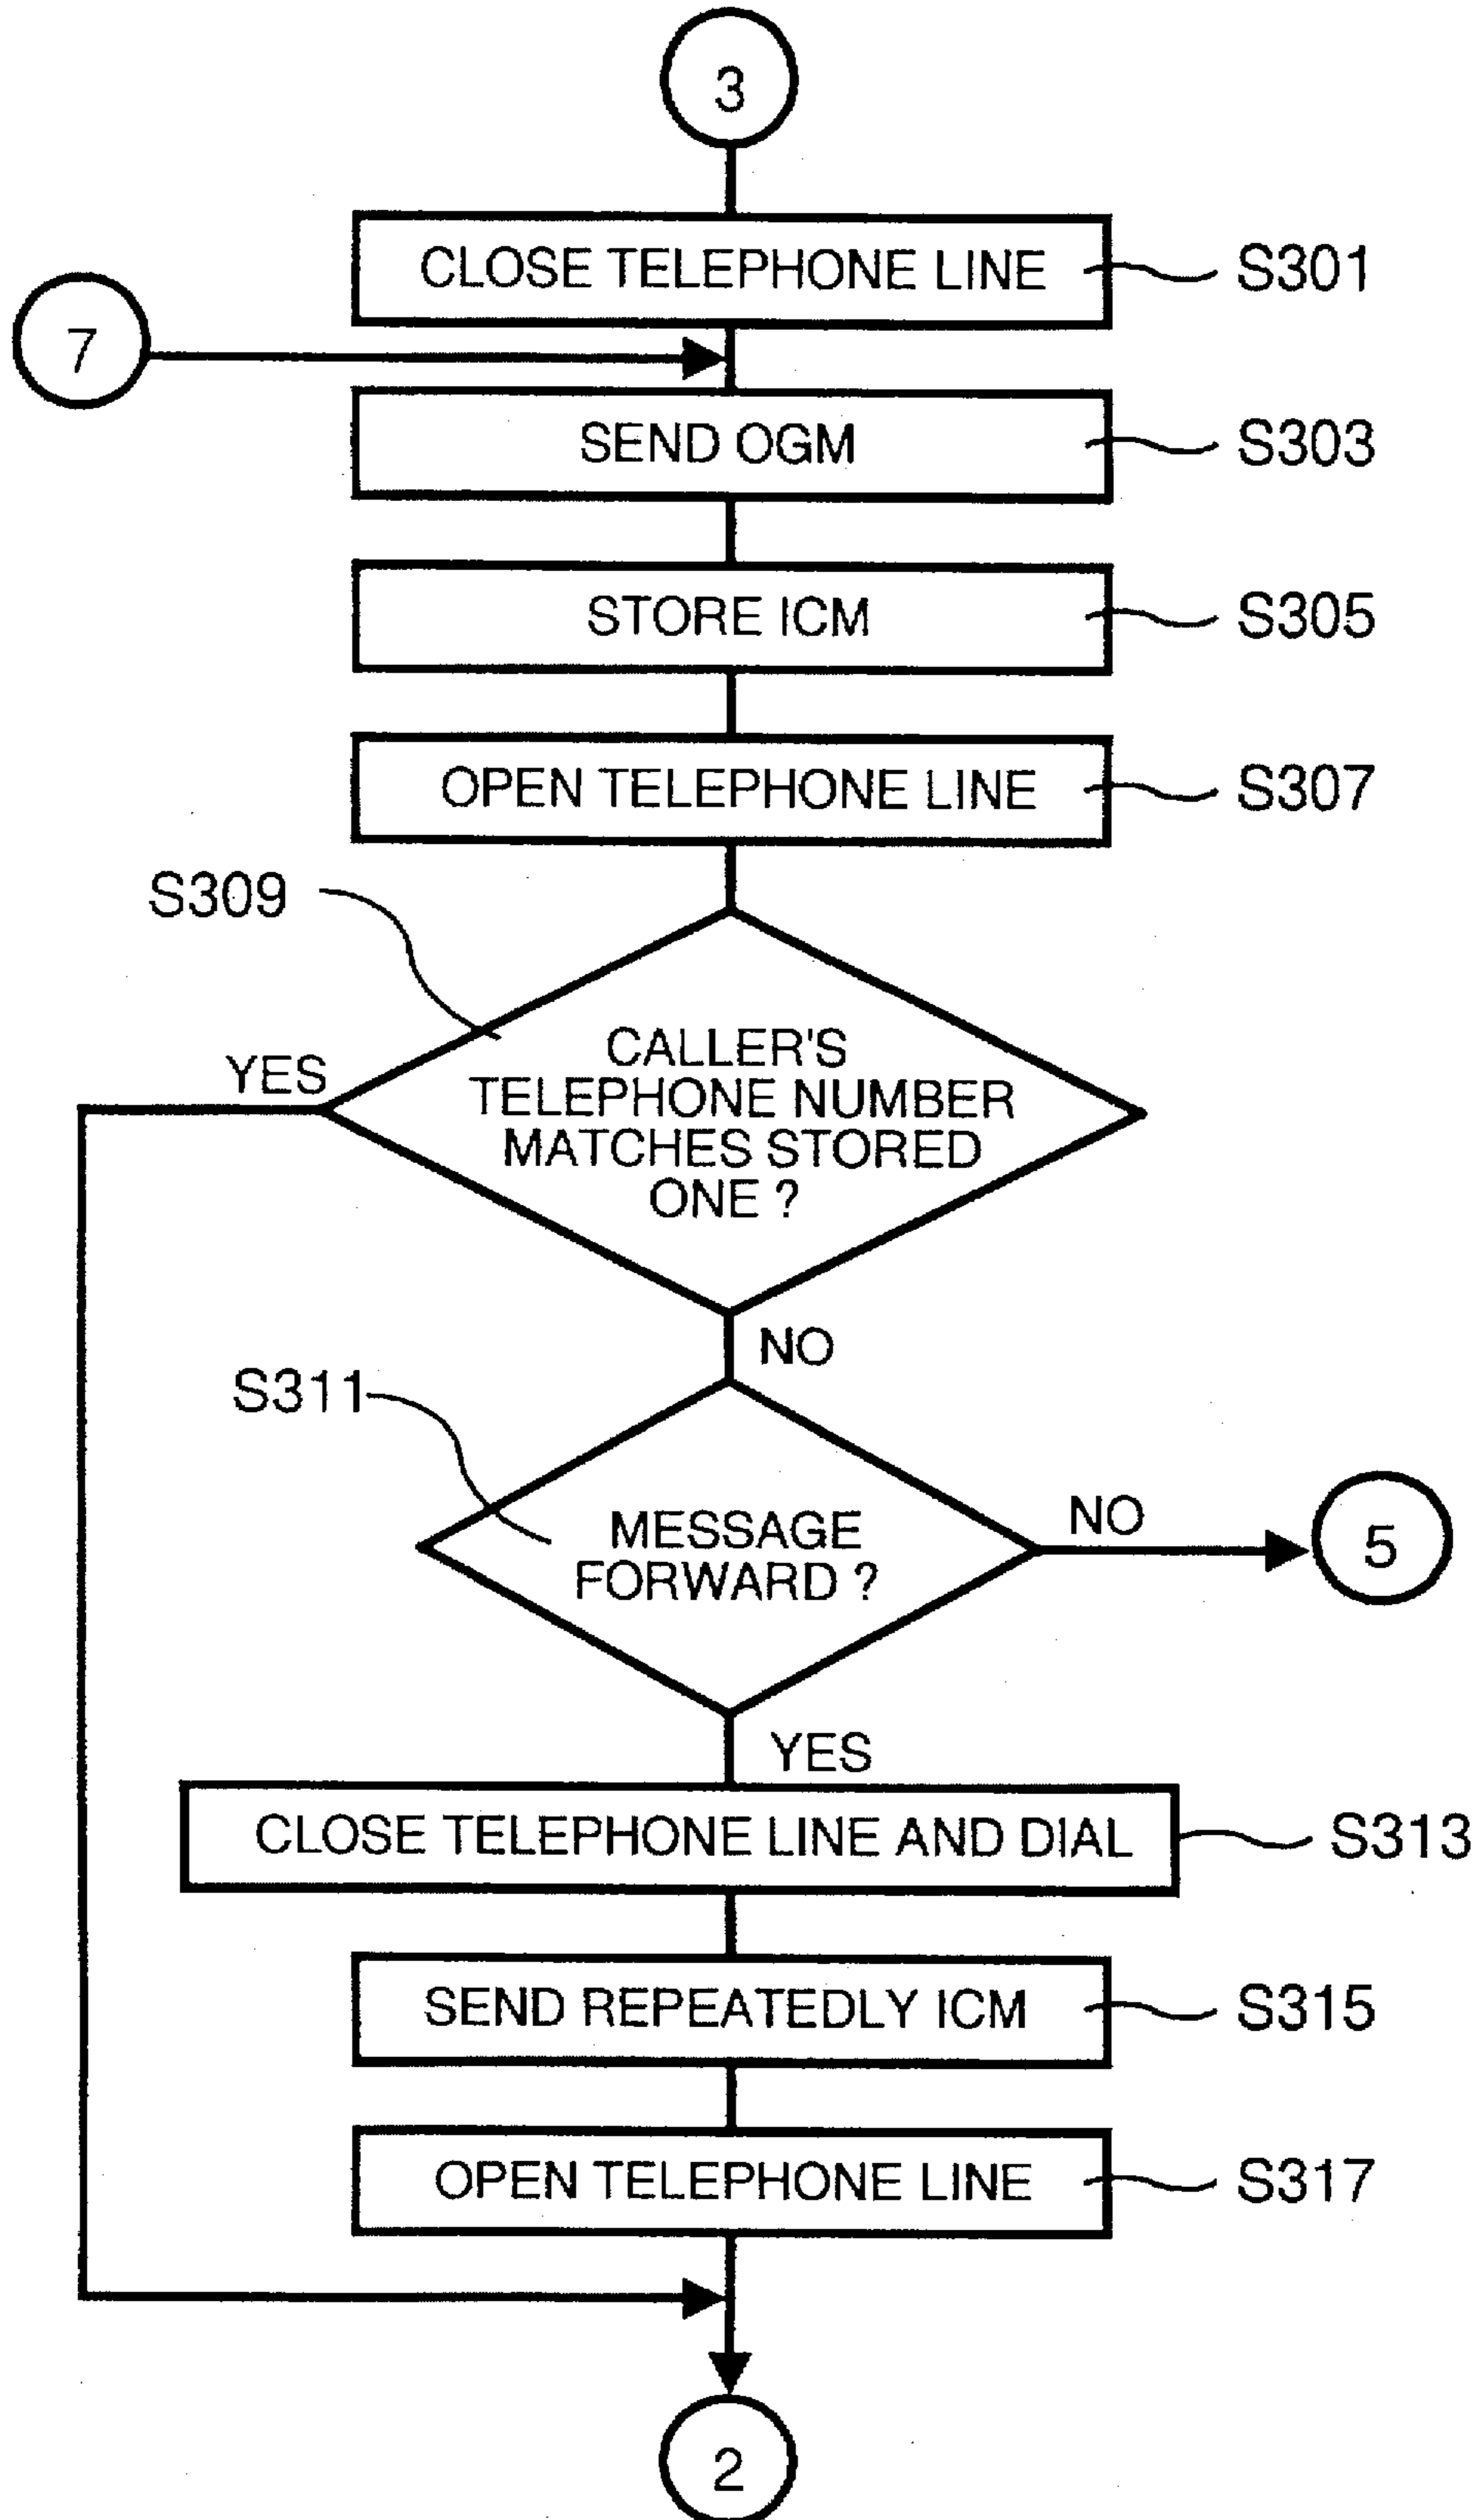 3
CLOSE TELEPHONE LINE
S301
7
SEND OGM
S303
STORE ICM
S305
OPEN TELEPHONE LINE
S307
S309
CALLER'S
TELEPHONE NUMBER
MATCHES STORED
ONE ?
YES
NO
S311
MESSAGE
FORWARD ?
NO
5
YES
CLOSE TELEPHONE LINE AND DIAL
S313
SEND REPEATEDLY ICM
S315
OPEN TELEPHONE LINE
S317
2